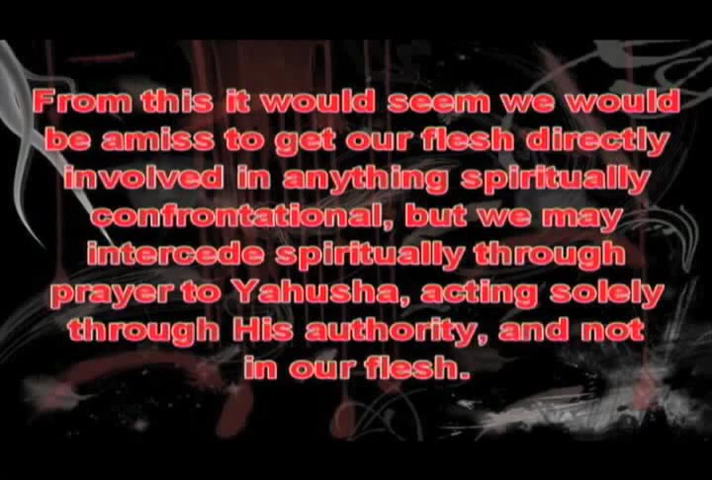 From this it would seem we would
be amiss to get our flesh directly
involved in anything spiritually
confrontational, but we may
intercede spiritually through
prayer to Yahusha, acting solely
through His authority, and not
in our flesh.